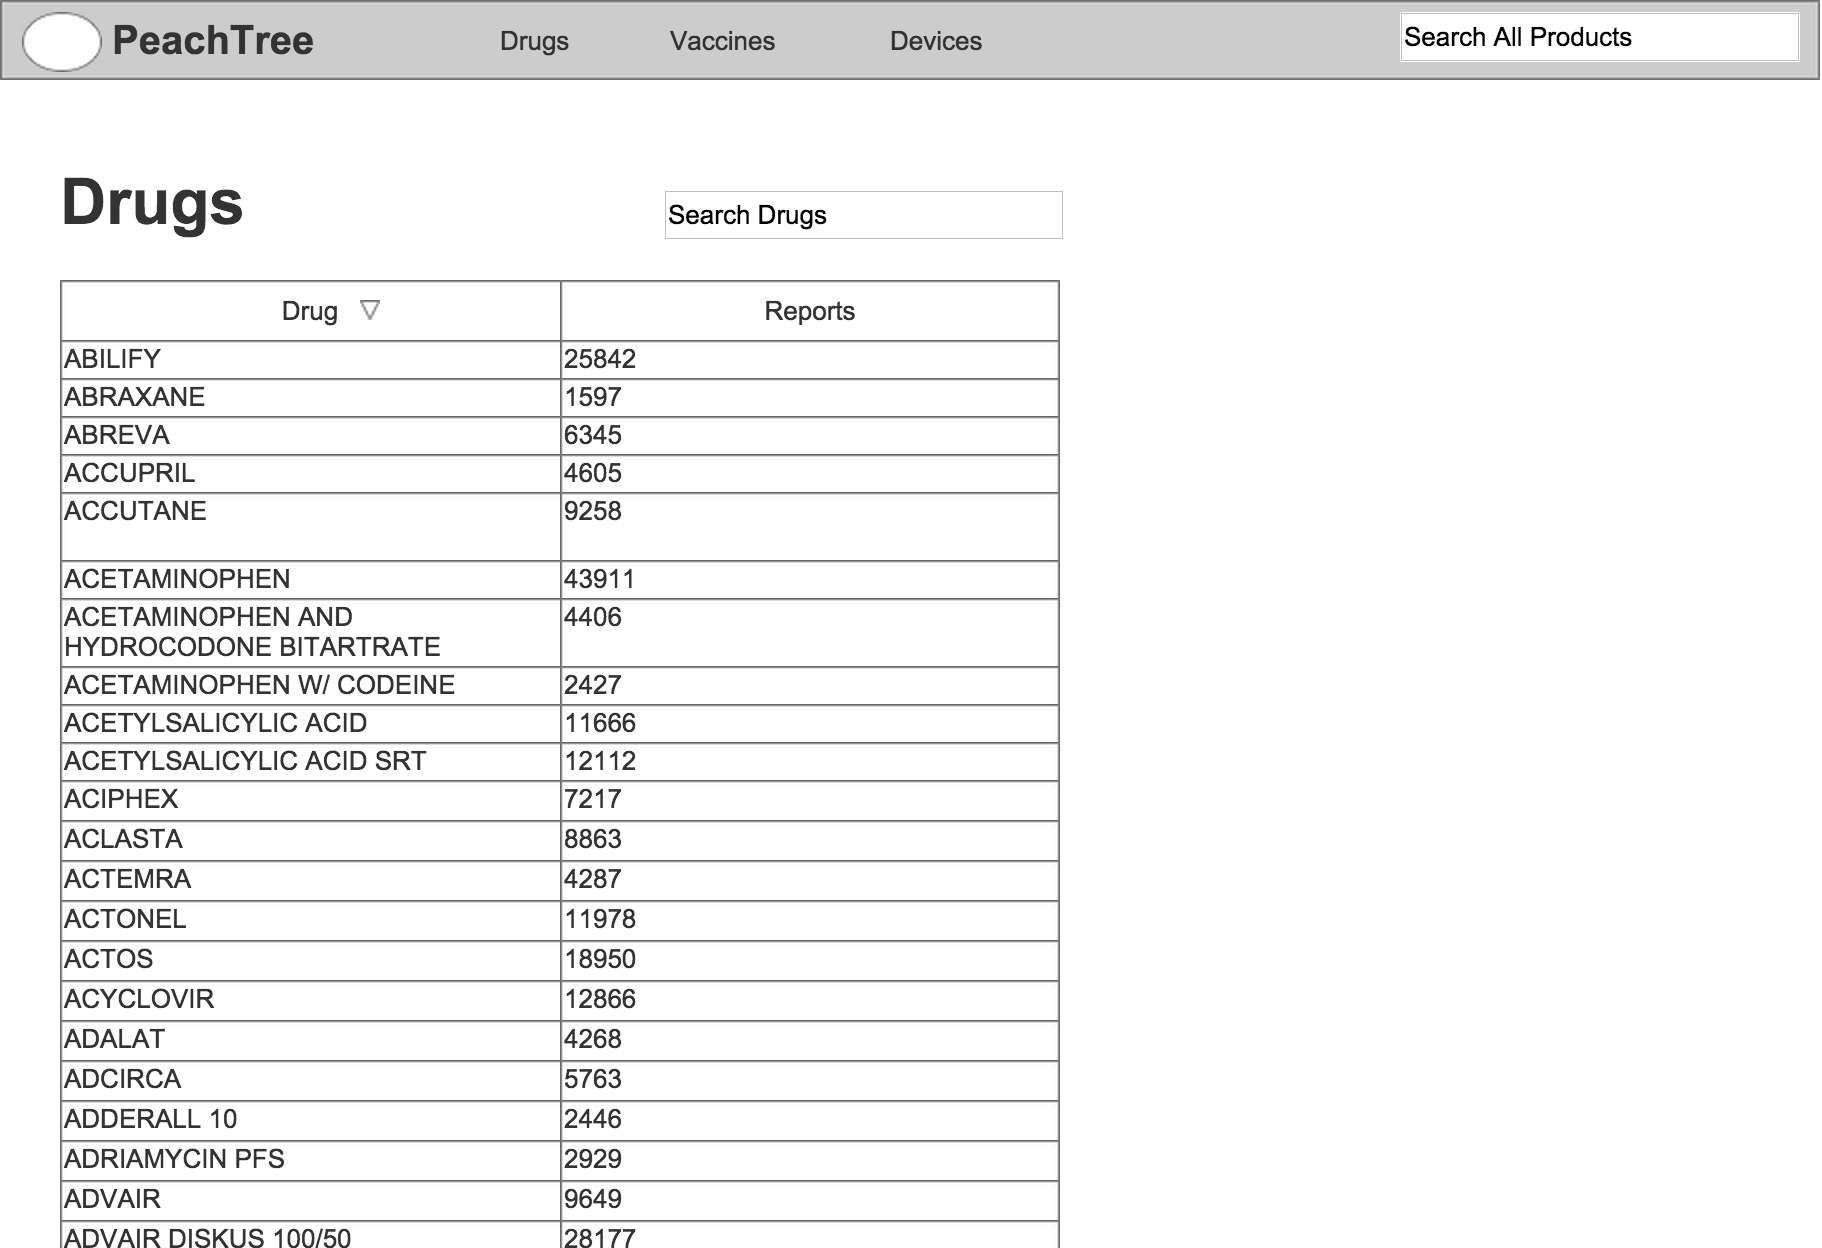 PeachTree Drugs Vaccines Devices Search All Products
Drugs Search Drugs
Drug Reports
ABILIFY 25842
ABRAXANE 1597
ABREVA 6345
ACCUPRIL 4605
ACCUTANE 9258
ACETAMINOPHEN 43911
ACETAMINOPHEN AND 4406
HYDROCODONE BITARTRATE
ACETAMINOPHEN W/ CODEINE 2427
ACETYLSALICYLIC ACID 11666
ACETYLSALICYLIC ACID SRT 12112
ACIPHEX 7217
ACLASTA 8863
ACTEMRA 4287
ACTONEL 11978
ACTOS 18950
ACYCLOVIR 12866
ADALAT 4268
ADCIRCA 5763
ADDERALL 10 2446
ADRIAMYCIN PFS 2929
ADVAIR 9649
ADVAIR DISKUS 100/50 28177